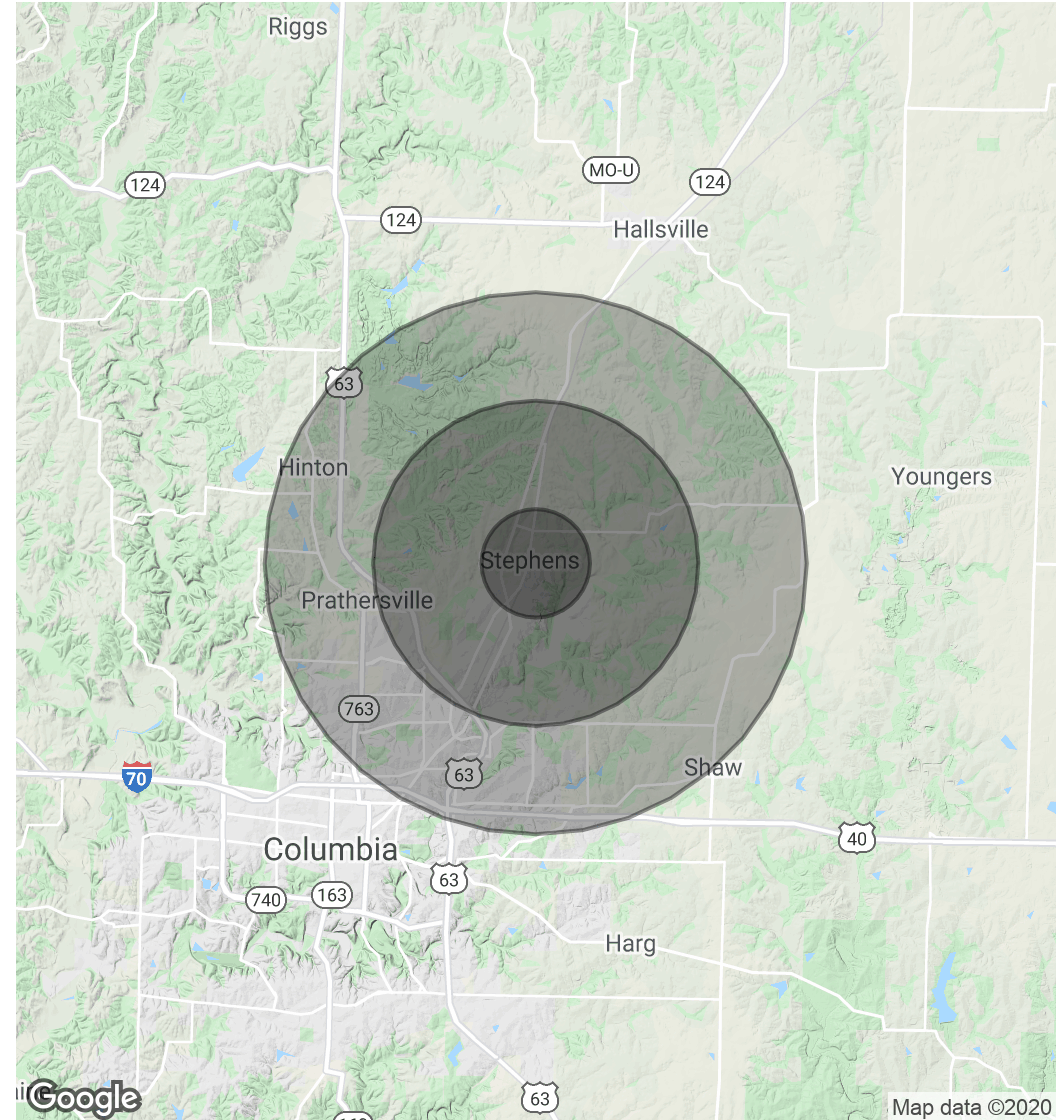 Riggs
MO-U
124
124
124
Hallsville
63
Hinton
Youngers
Stephens
Prathersville
763
Shaw
63
70
40
Columbia
63
740
163
Harg
Google
63
Map data ©2020